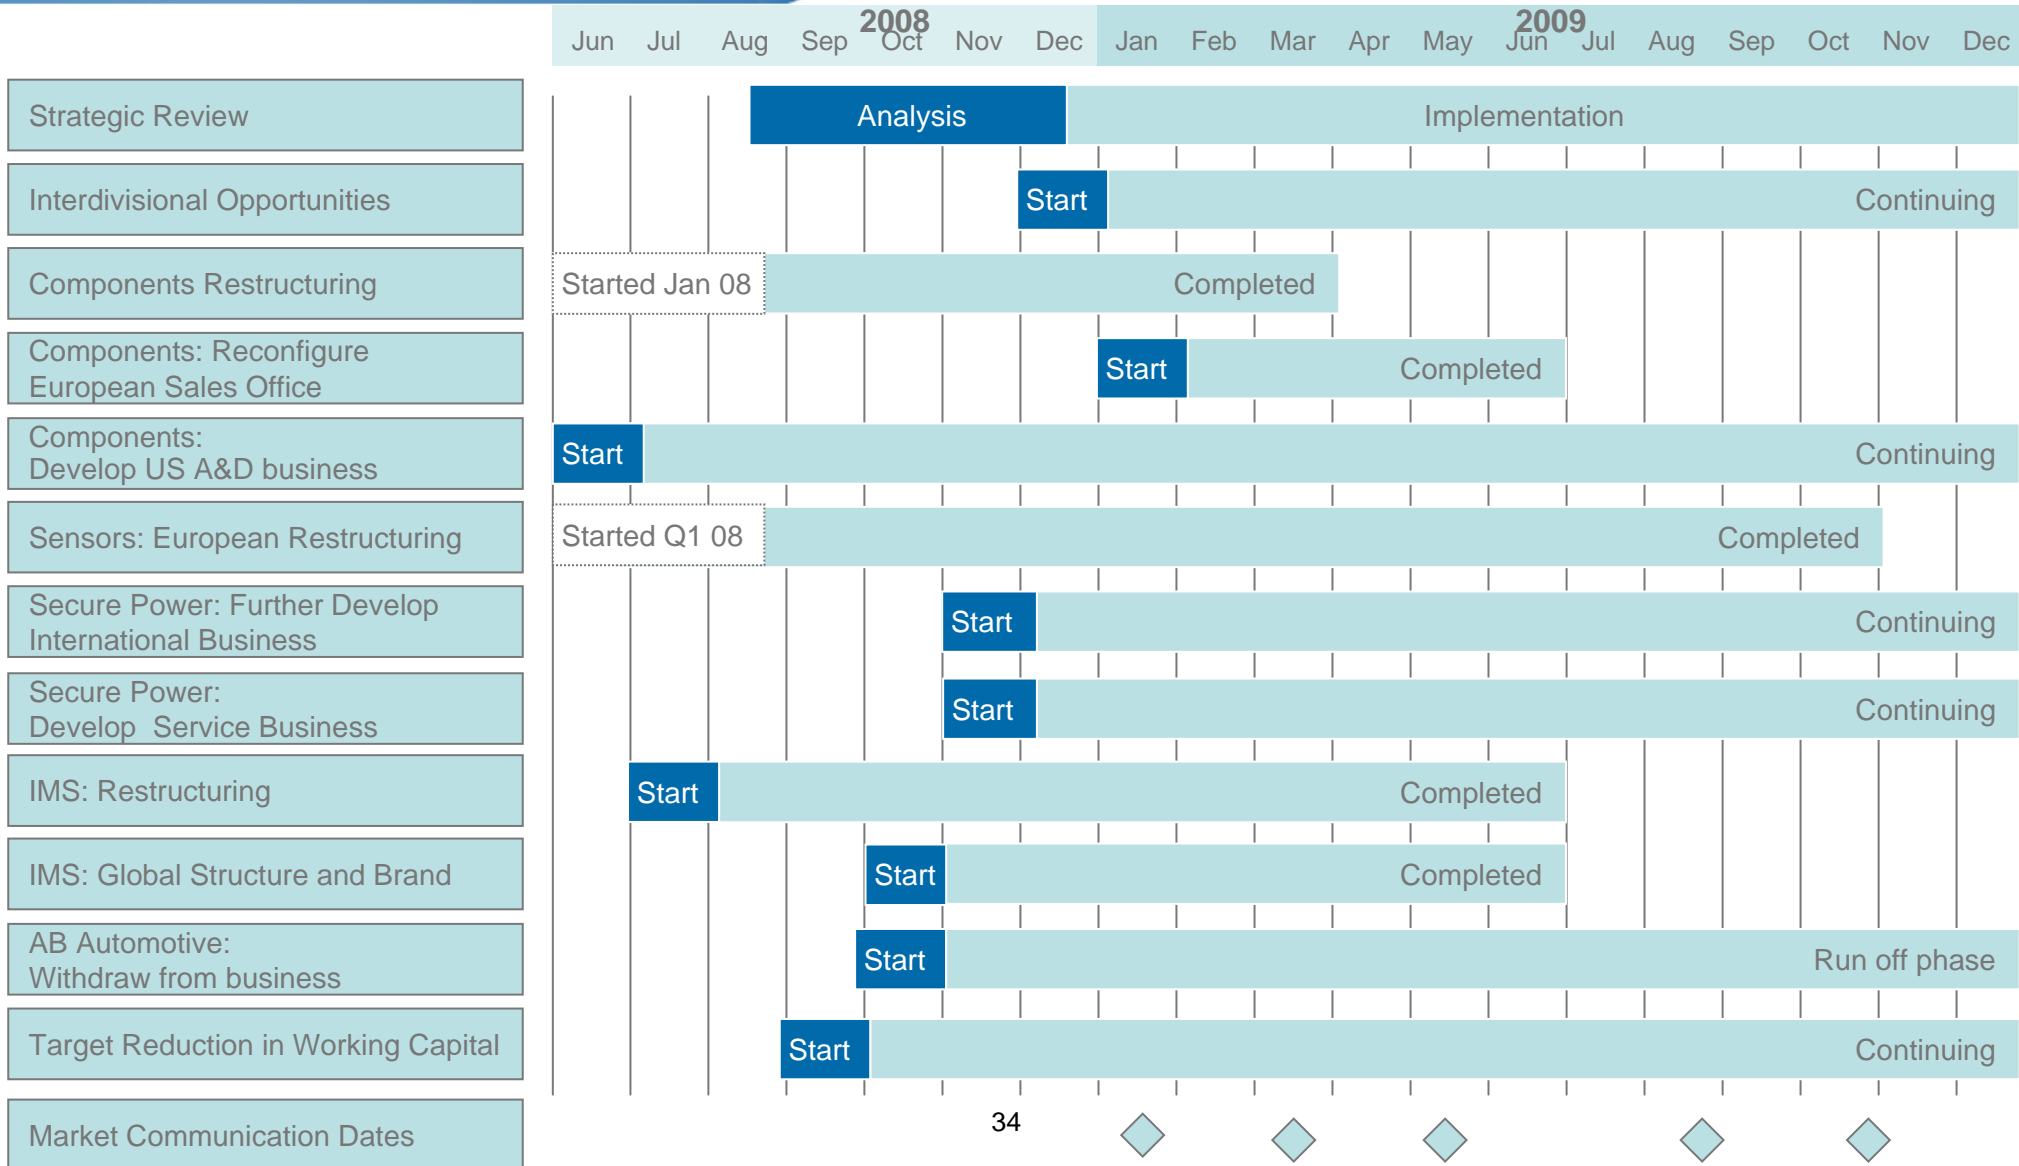 2008 2009
Jun Jul Aug Sep Oct Nov Dec Jan Feb Mar Apr May Jun Jul Aug Sep Oct Nov Dec
Strategic Review Analysis Implementation
Interdivisional Opportunities Start Continuing
Components Restructuring Started Jan 08 Completed
Components: Reconfigure
European Sales Office
Start Completed
Components:
Develop US A&D business
Start Continuing
Sensors: European Restructuring Started Q1 08 Completed
Secure Power: Further Develop
International Business
Start Continuing
Secure Power:
Develop Service Business
Start Continuing
IMS: Restructuring Start Completed
IMS: Global Structure and Brand Start Completed
AB Automotive:
Withdraw from business
Start Run off phase
Target Reduction in Working Capital Start Continuing
Market Communication Dates
34